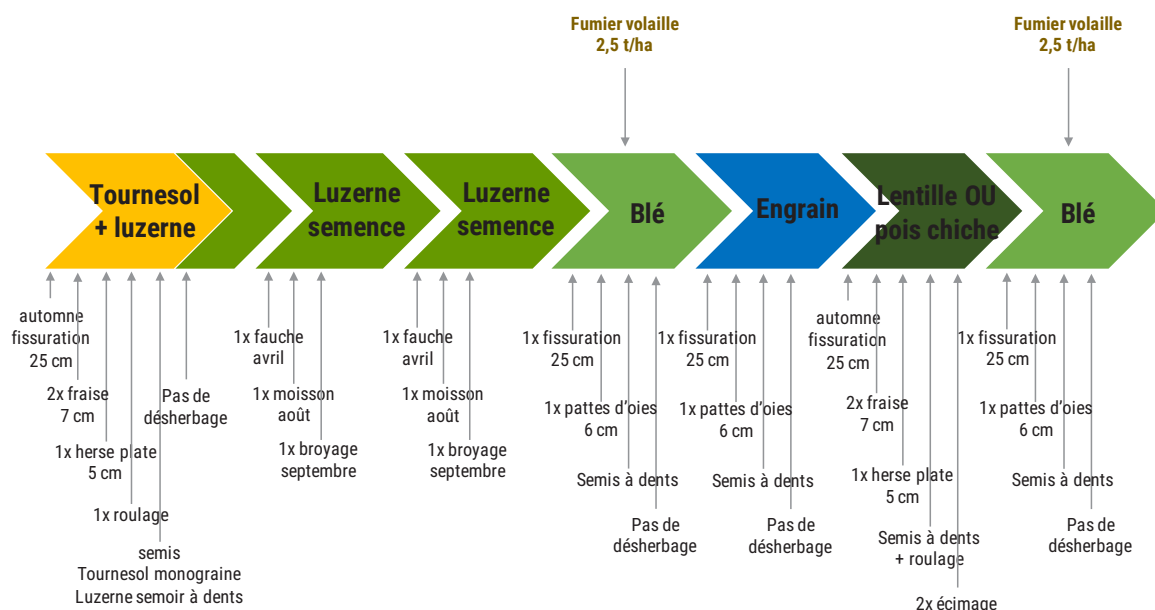 Fumier volaille
2,5 t/ha
Fumier volaille
2,5 t/ha
Tournesol
+ luzerne
Luzerne
semence
Luzerne
semence
Blé
Engrain
Lentille OU
pois chiche
Blé
automne
fissuration
25 cm
2x fraise
7 cm
1x herse plate
5 cm
1x roulage
semis
Tournesol monograine
Luzerne semoir à dents
Pas de
désherbage
1x fauche
avril
1x moisson
août
1x broyage
septembre
1x fauche
avril
1x moisson
août
1x broyage
septembre
1x fissuration
25 cm
1x pattes d'oies
6 cm
Semis à dents
Pas de
désherbage
1x fissuration
25 cm
1x pattes d'oies
6 cm
Semis à dents
Pas de
désherbage
automne
fissuration
25 cm
2x fraise
7 cm
1x herse plate
5 cm
Semis à dents
+ roulage
2x écimage
1x fissuration
25 cm
1x pattes d'oies
6 cm
Semis à dents
Pas de
désherbage